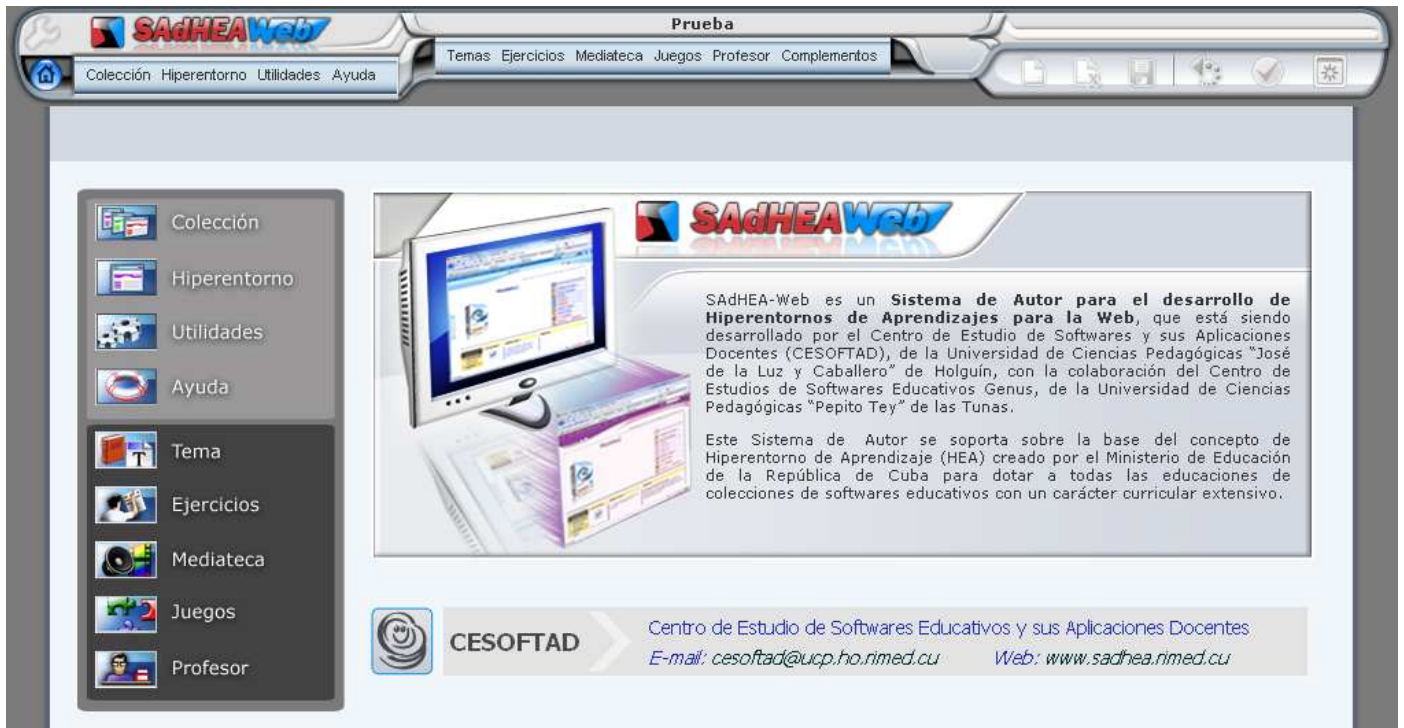 SAdHEAWeb
Prueba
Temas Ejercicios Mediateca Juegos Profesor Complementos
Colección Hiperentorno Utilidades Ayuda
Colección
Hiperentorno
Utilidades
Ayuda
Tema
Ejercicios
Mediateca
Juegos
Profesor
SAdHEAWeb
SAdHEA-Web es un Sistema de Autor para el desarrollo de
Hiperentornos de Aprendizajes para la Web, que está siendo
desarrollado por el Centro de Estudio de Softwares y sus Aplicaciones
Docentes (CESOFTAD), de la Universidad de Ciencias Pedagógicas "José
de la Luz y Caballero" de Holguín, con la colaboración del Centro de
Estudios de Softwares Educativos Genus, de la Universidad de Ciencias
Pedagógicas "Pepito Tey" de las Tunas.
Este Sistema de Autor se soporta sobre la base del concepto de
Hiperentorno de Aprendizaje (HEA) creado por el Ministerio de Educación
de la República de Cuba para dotar a todas las educaciones de
colecciones de softwares educativos con un carácter curricular extensivo.
CESOFTAD
Centro de Estudio de Softwares Educativos y sus Aplicaciones Docentes
E-mail: cesoftad@ucp.ho.rimed.cu Web: www.sadhea.rimed.cu